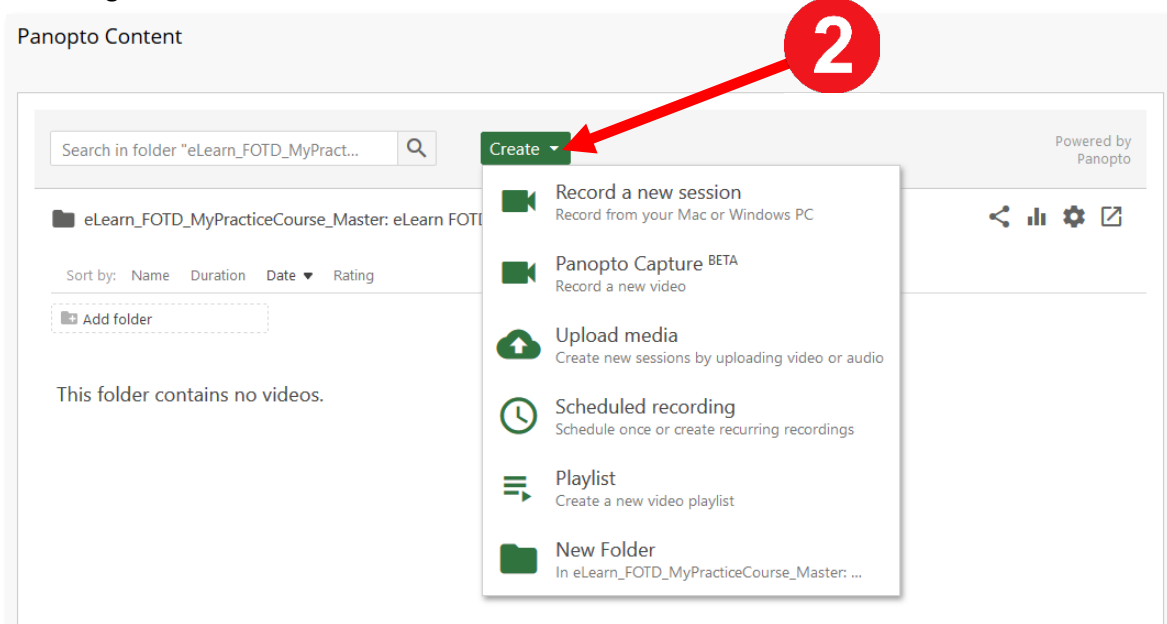 Panopto Content
2
Search in folder "eLearn_FOTD_MyPract...
Create
Powered by
Panopto
eLearn_FOTD_MyPracticeCourse_Master: eLearn FOTD
Sort by: Name Duration Date Rating
Add folder
This folder contains no videos.
Record a new session
Record from your Mac or Windows PC
Panopto Capture BETA
Record a new video
Upload media
Create new sessions by uploading video or audio
Scheduled recording
Schedule once or create recurring recordings
Playlist
Create a new video playlist
New Folder
In eLearn_FOTD_MyPracticeCourse_Master: ...